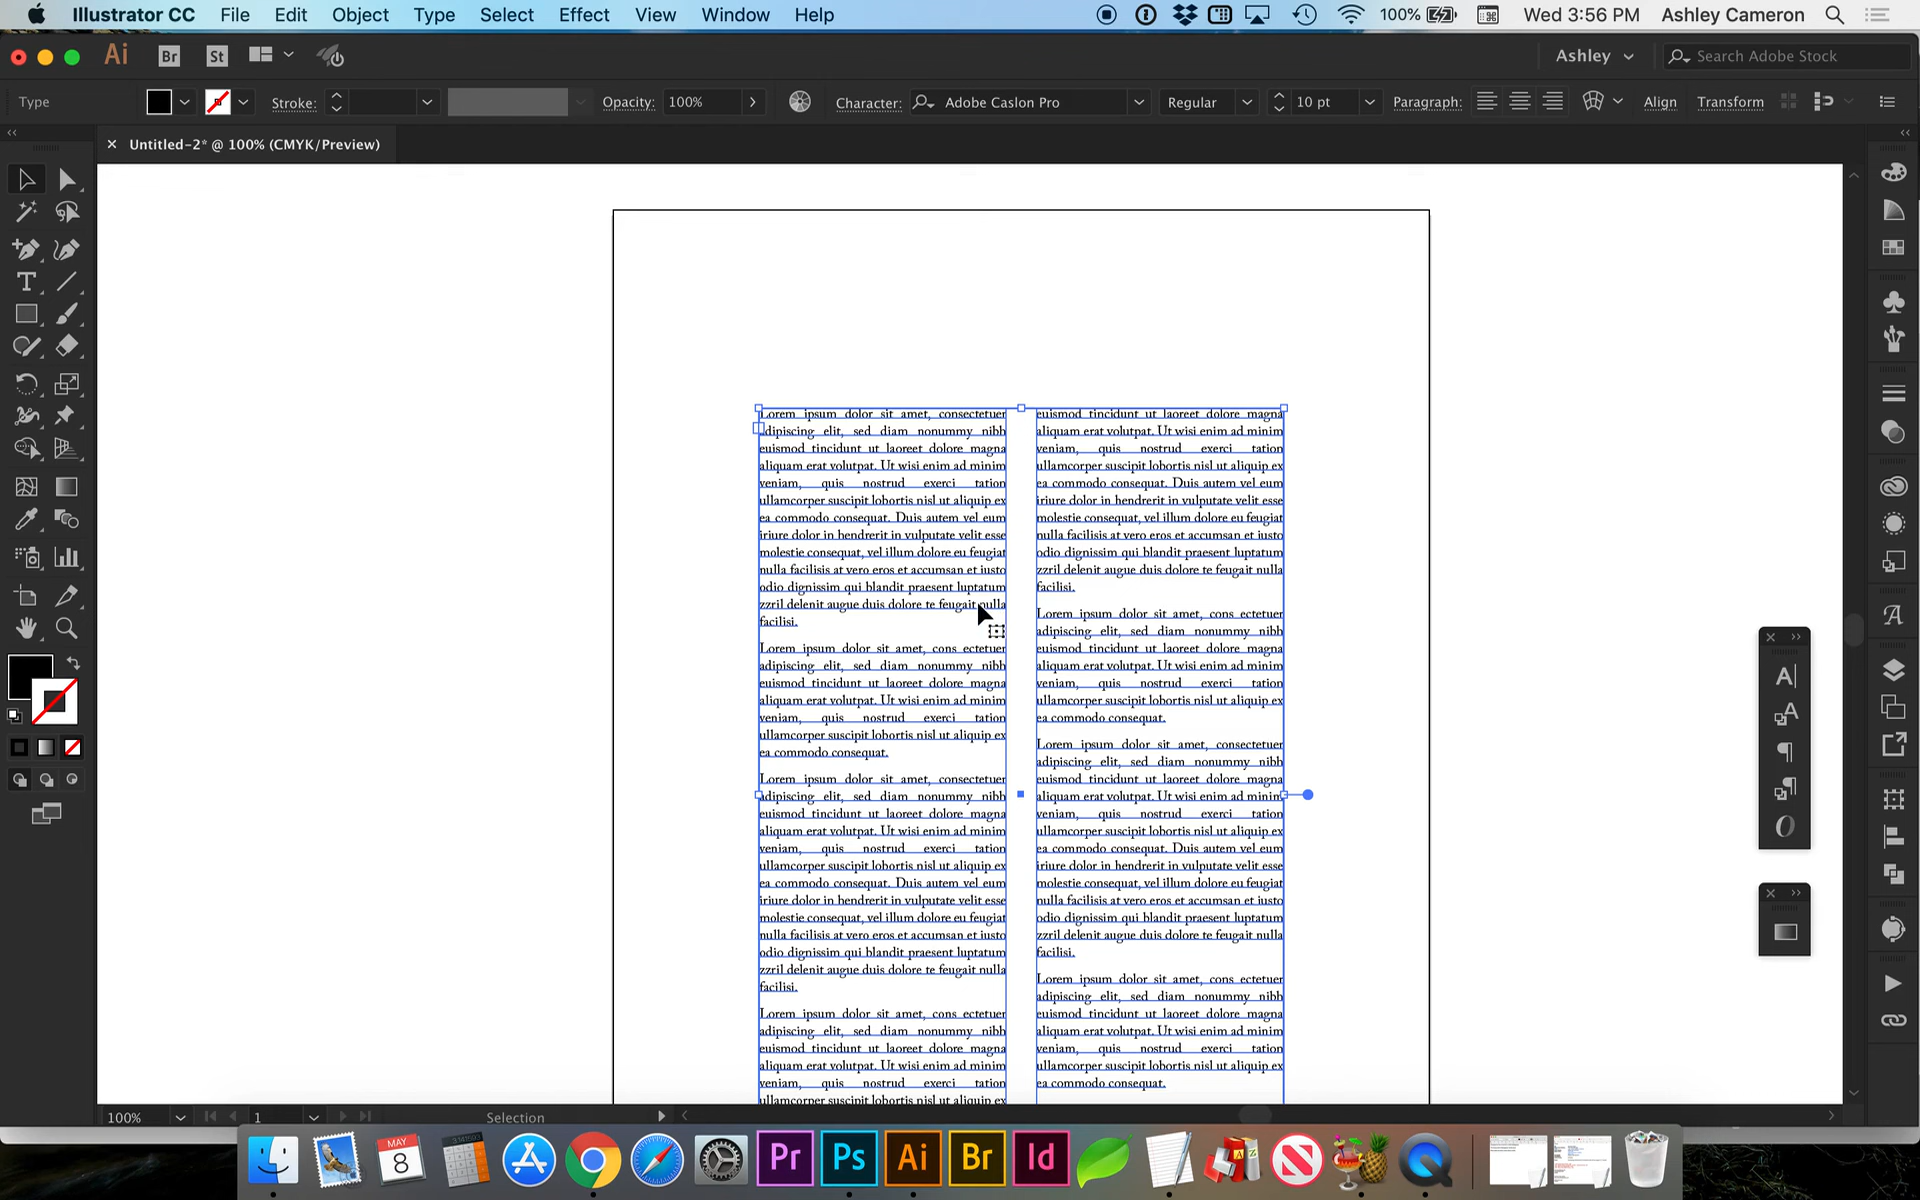 Illustrator CC File Edit Object Type Select Effect View Window Help
100% Wed 3:56 PM Ashley Cameron
Ai Br St Ashley Search Adobe Stock
Type Stroke: Opacity: 100% Character: Adobe Caslon Pro Regular 10 pt Paragraph: Align Transform
Untitled-2* @ 100% (CMYK/Preview)
Lorem ipsum dolor sit amet, consectetuer
adipiscing elit, sed diam nonummy nibh
euismod tincidunt ut laoreet dolore magna
aliquam erat volutpat. Ut wisi enim ad minim
veniam, quis nostrud exerci tation
ullamcorper suscipit lobortis nisl ut aliquip ex
ea commodo consequat. Duis autem vel eum
iriure dolor in hendrerit in vulputate velit esse
molestie consequat, vel illum dolore eu feugiat
nulla facilisis at vero eros et accumsan et iusto
odio dignissim qui blandit praesent luptatum
zzril delenit augue duis dolore te feugait nulla
facilisi.
Lorem ipsum dolor sit amet, cons ectetuer
adipiscing elit, sed diam nonummy nibh
euismod tincidunt ut laoreet dolore magna
aliquam erat volutpat. Ut wisi enim ad minim
veniam, quis nostrud exerci tation
ullamcorper suscipit lobortis nisl ut aliquip ex
ea commodo consequat.
Lorem ipsum dolor sit amet, consectetuer
adipiscing elit, sed diam nonummy nibh
euismod tincidunt ut laoreet dolore magna
aliquam erat volutpat. Ut wisi enim ad minim
veniam, quis nostrud exerci tation
ullamcorper suscipit lobortis nisl ut aliquip ex
ea commodo consequat. Duis autem vel eum
iriure dolor in hendrerit in vulputate velit esse
molestie consequat, vel illum dolore eu feugiat
nulla facilisis at vero eros et accumsan et iusto
odio dignissim qui blandit praesent luptatum
zzril delenit augue duis dolore te feugait nulla
facilisi.
Lorem ipsum dolor sit amet, cons ectetuer
adipiscing elit, sed diam nonummy nibh
euismod tincidunt ut laoreet dolore magna
aliquam erat volutpat. Ut wisi enim ad minim
veniam, quis nostrud exerci tation
ullamcorper suscipit lobortis nisl ut aliquip ex
euismod tincidunt ut laoreet dolore magna
aliquam erat volutpat. Ut wisi enim ad minim
veniam, quis nostrud exerci tation
ullamcorper suscipit lobortis nisl ut aliquip ex
ea commodo consequat. Duis autem vel eum
iriure dolor in hendrerit in vulputate velit esse
molestie consequat, vel illum dolore eu feugiat
nulla facilisis at vero eros et accumsan et iusto
odio dignissim qui blandit praesent luptatum
zzril delenit augue duis dolore te feugait nulla
facilisi.
Lorem ipsum dolor sit amet, cons ectetuer
adipiscing elit, sed diam nonummy nibh
euismod tincidunt ut laoreet dolore magna
aliquam erat volutpat. Ut wisi enim ad minim
veniam, quis nostrud exerci tation
ullamcorper suscipit lobortis nisl ut aliquip ex
ea commodo consequat.
Lorem ipsum dolor sit amet, consectetuer
adipiscing elit, sed diam nonummy nibh
euismod tincidunt ut laoreet dolore magna
aliquam erat volutpat. Ut wisi enim ad minim
veniam, quis nostrud exerci tation
ullamcorper suscipit lobortis nisl ut aliquip ex
ea commodo consequat. Duis autem vel eum
iriure dolor in hendrerit in vulputate velit esse
molestie consequat, vel illum dolore eu feugiat
nulla facilisis at vero eros et accumsan et iusto
odio dignissim qui blandit praesent luptatum
zzril delenit augue duis dolore te feugait nulla
facilisi.
Lorem ipsum dolor sit amet, cons ectetuer
adipiscing elit, sed diam nonummy nibh
euismod tincidunt ut laoreet dolore magna
aliquam erat volutpat. Ut wisi enim ad minim
veniam, quis nostrud exerci tation
ullamcorper suscipit lobortis nisl ut aliquip ex
ea commodo consequat.
100% 1 Selection
MAY
8
Pr Ps Ai Br Id